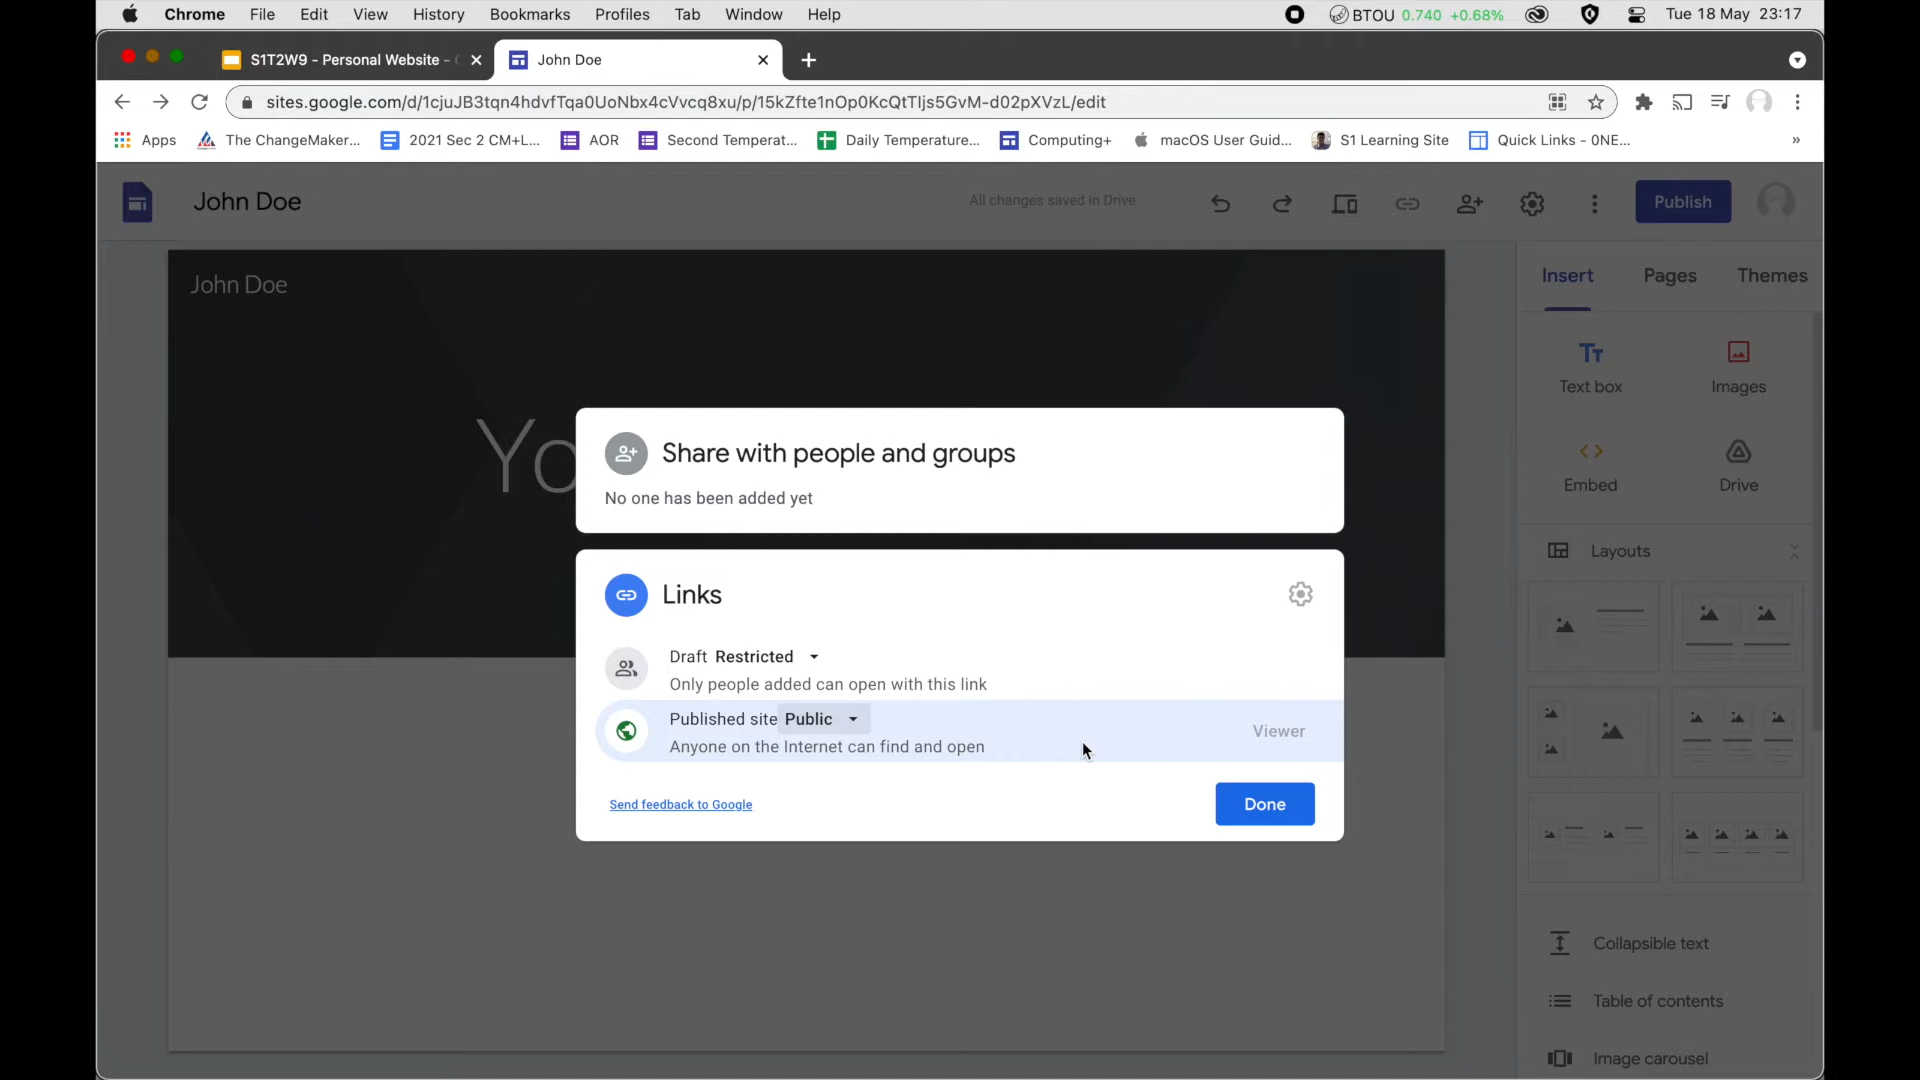 Chrome File Edit View History Bookmarks Profiles Tab Window Help BTOU 0.740 +0.68% Tue 18 May 23:17
S1T2W9 - Personal Website - John Doe
sites.google.com/d/1cjuJB3tqn4hdvfTqa0UoNbx4cVvcq8xu/p/15kZfte1nOp0KcQtTIjs5GvM-d02pXVzL/edit
Apps The ChangeMaker... 2021 Sec 2 CM+L... AOR Second Temperat... Daily Temperature... Computing+ macOS User Guid... S1 Learning Site Quick Links - 0NE... »
John Doe All changes saved in Drive Publish
John Doe
Insert Pages Themes
Text box Images
Yo
Share with people and groups
No one has been added yet
Embed Drive
Layouts
Links
Draft Restricted
Only people added can open with this link
Published site Public
Anyone on the Internet can find and open
Viewer
Send feedback to Google Done
Collapsible text
Table of contents
Image carousel